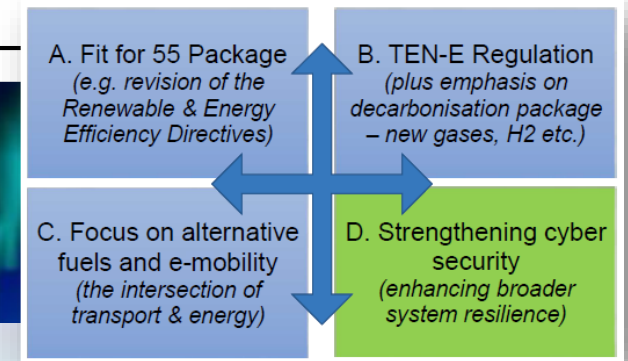 A. Fit for 55 Package
(e.g. revision of the
Renewable & Energy
Efficiency Directives)
B. TEN-E Regulation
(plus emphasis on
decarbonisation package
– new gases, H2 etc.)
C. Focus on alternative
fuels and e-mobility
(the intersection of
transport & energy)
D. Strengthening cyber
security
(enhancing broader
system resilience)